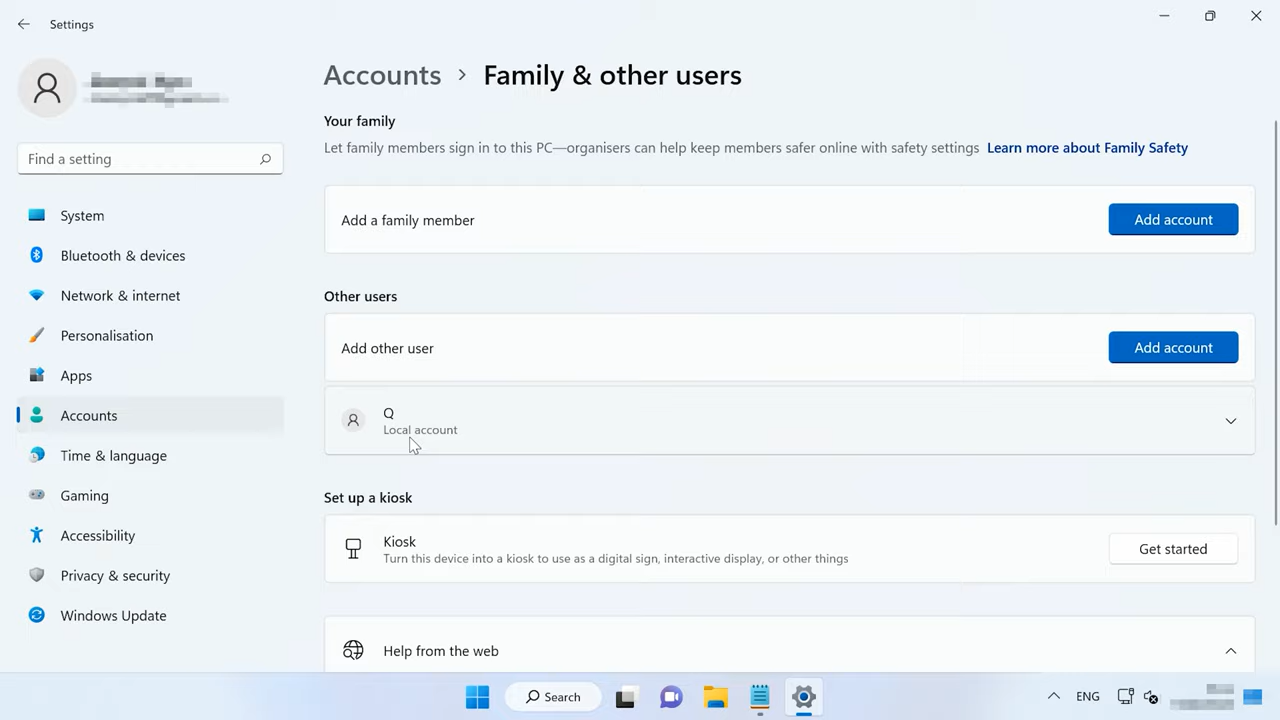 Settings
Find a setting
System
Bluetooth & devices
Network & internet
Personalisation
Apps
Accounts
Time & language
Gaming
Accessibility
Privacy & security
Windows Update
Accounts > Family & other users
Your family
Let family members sign in to this PC—organisers can help keep members safer online with safety settings Learn more about Family Safety
Add a family member Add account
Other users
Add other user Add account
Q
Local account
Set up a kiosk
Kiosk
Turn this device into a kiosk to use as a digital sign, interactive display, or other things
Get started
Help from the web
Search
ENG